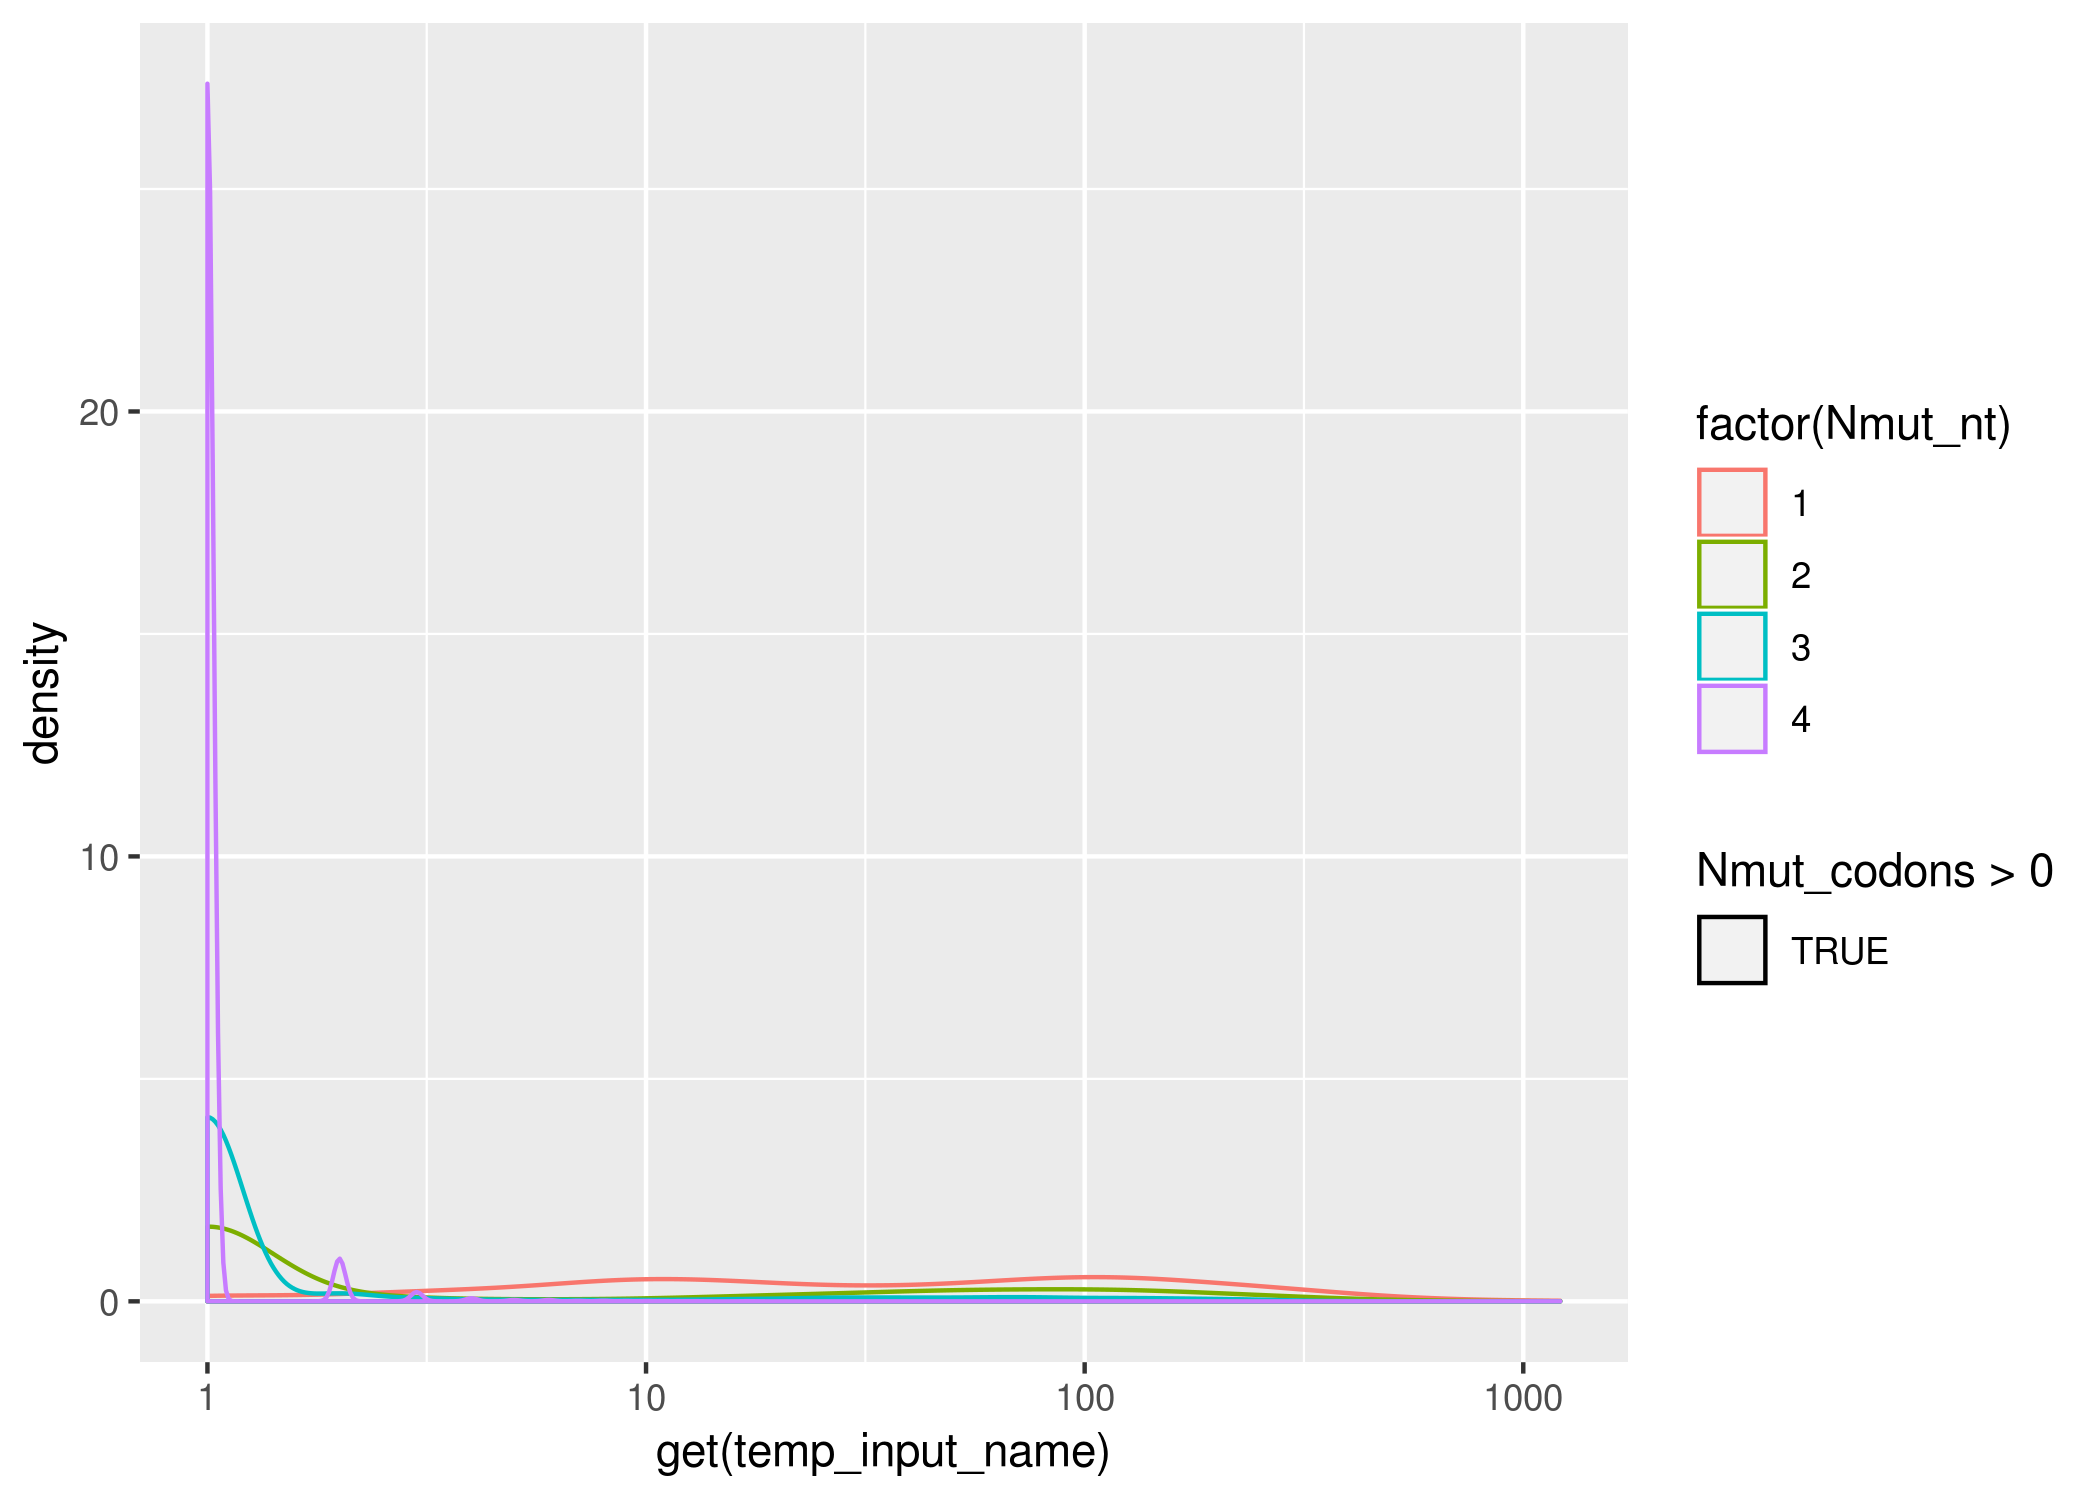 density
20
10
0
1
10
100
1000
get(temp_input_name)
factor(Nmut_nt)
1
2
3
4
Nmut_codons > 0
TRUE